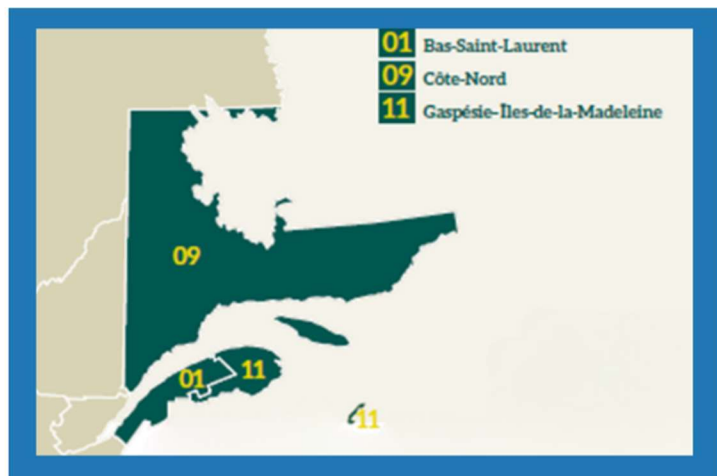 01 Bas-Saint-Laurent
09 Côte-Nord
11 Gaspésie-Îles-de-la-Madeleine
09
01
11
11